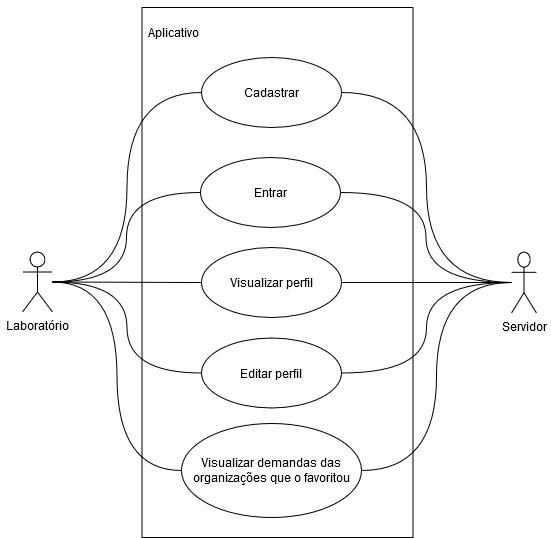 Aplicativo
Cadastrar
Entrar
Visualizar perfil
Laboratório
Servidor
Editar perfil
Visualizar demandas das
organizações que o favoritou